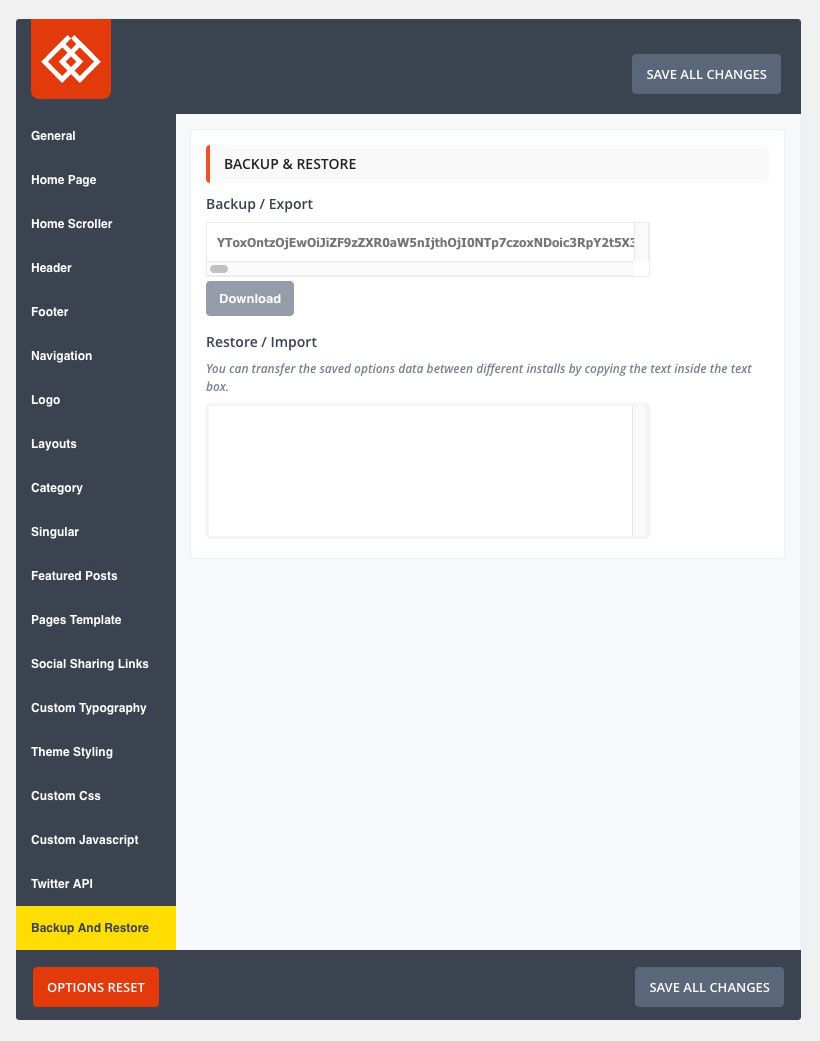 SAVE ALL CHANGES
General
Home Page
Home Scroller
Header
Footer
Navigation
Logo
Layouts
Category
Singular
Featured Posts
Pages Template
Social Sharing Links
Custom Typography
Theme Styling
Custom Css
Custom Javascript
Twitter API
Backup And Restore
BACKUP & RESTORE
Backup / Export
YToxOntzOjEwOiJiZF9zZXR0aW5nIjthOjI0NTp7czoxNDoic3RpY2t5X3
Download
Restore / Import
You can transfer the saved options data between different installs by copying the text inside the text
box.
OPTIONS RESET
SAVE ALL CHANGES